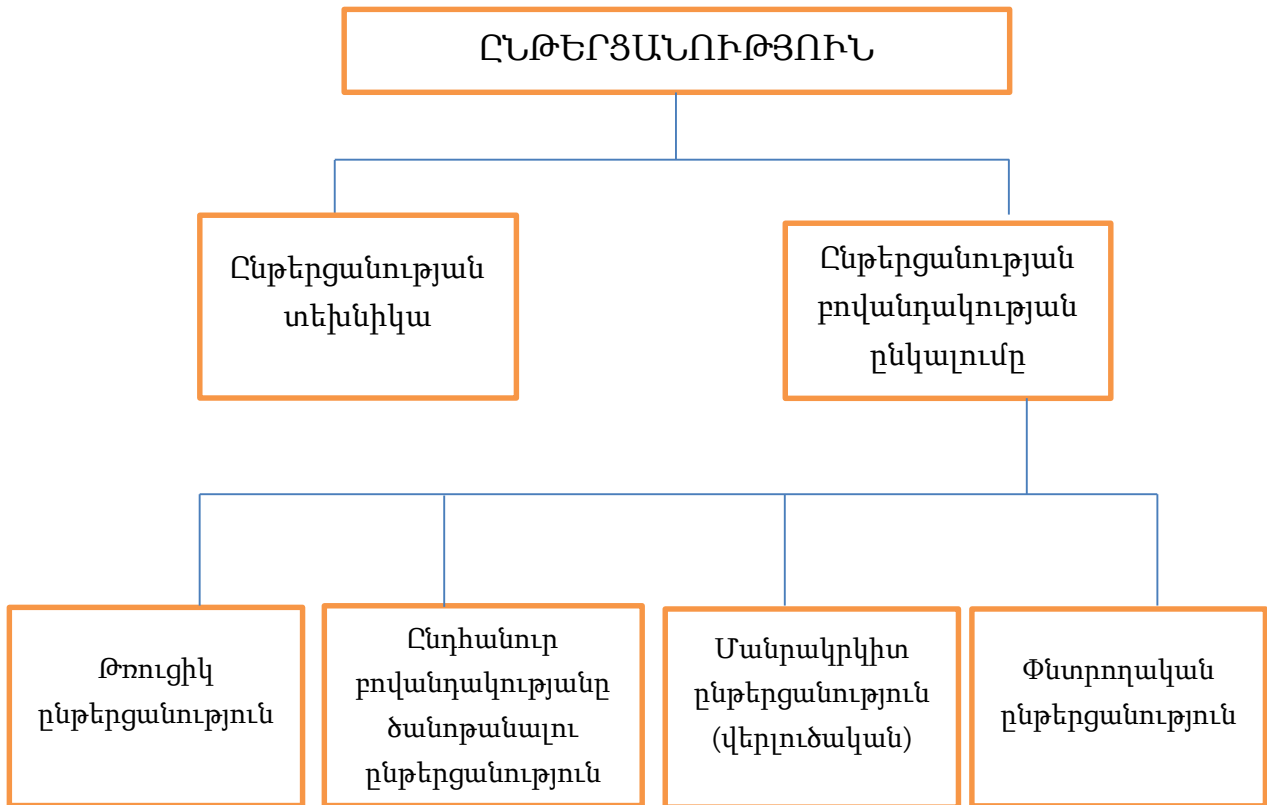 ԸՆԹԵՐՑԱՆՈՒԹՅՈՒՆ
Ընթերցանության
տեխնիկա
Ընթերցանության
բովանդակության
ընկալումը
Թռուցիկ
ընթերցանություն
Ընդհանուր
բովանդակությանը
ծանոթանալու
ընթերցանություն
Մանրակրկիտ
ընթերցանություն
(վերլուծական)
Փնտրողական
ընթերցանություն